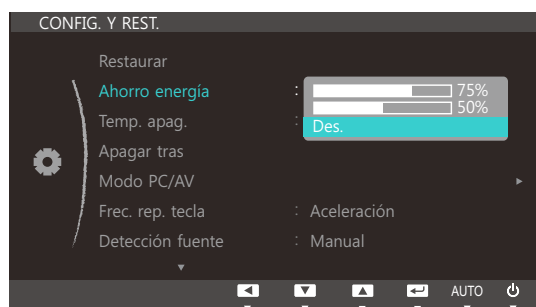 CONFIG. Y REST.
Restaurar
Ahorro energía : 75%
50%
Des.
Temp. apag. :
Apagar tras
Modo PC/AV
Frec. rep. tecla : Aceleración
Detección fuente : Manual
AUTO